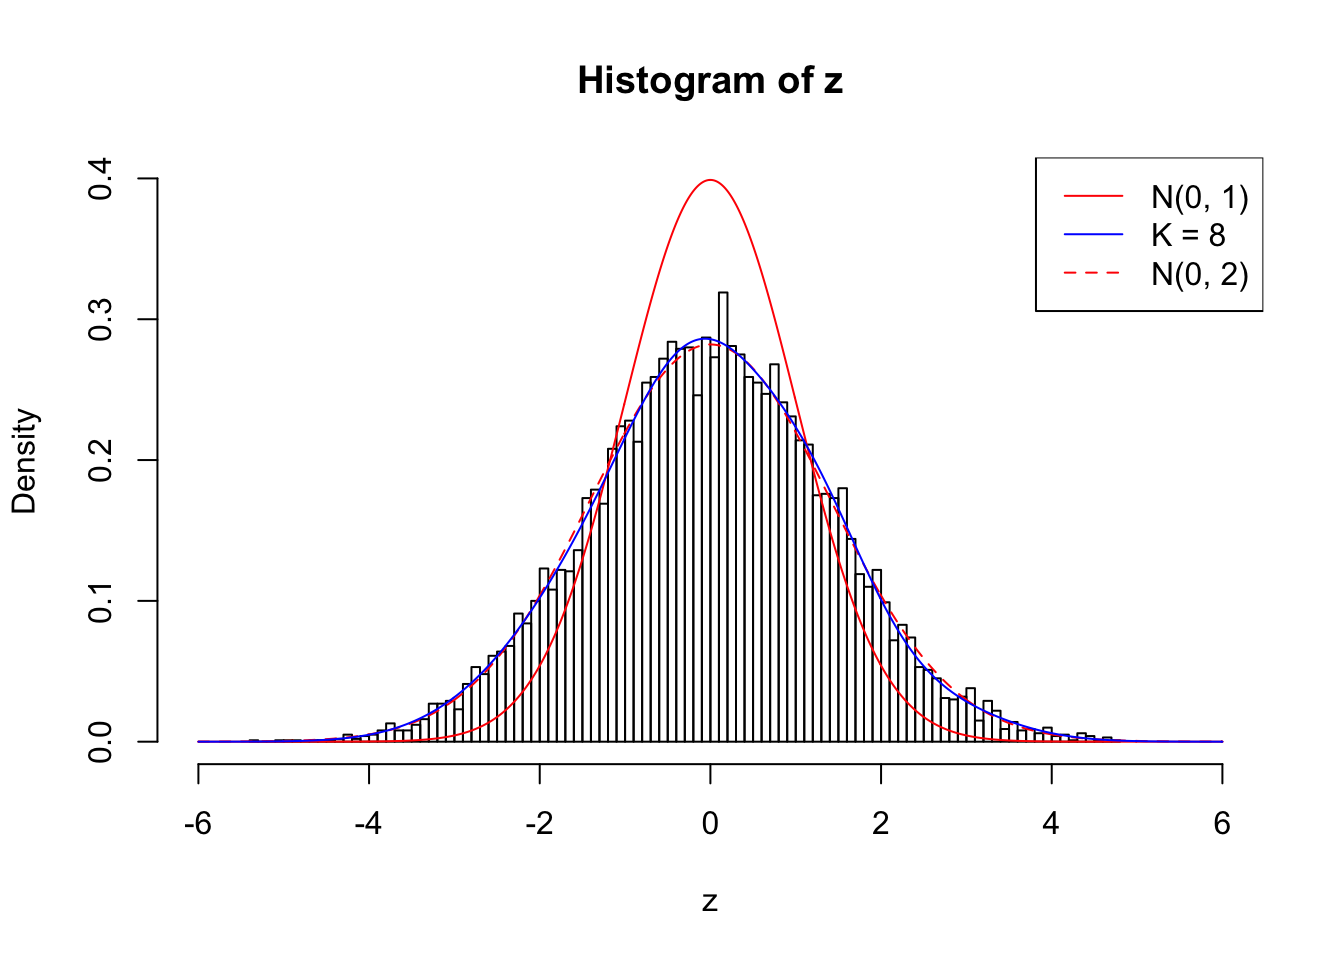 Histogram of z
N(0, 1)
K = 8
N(0, 2)
Density
0.4
0.3
0.2
0.1
0.0
-6 -4 -2 0 2 4 6
z